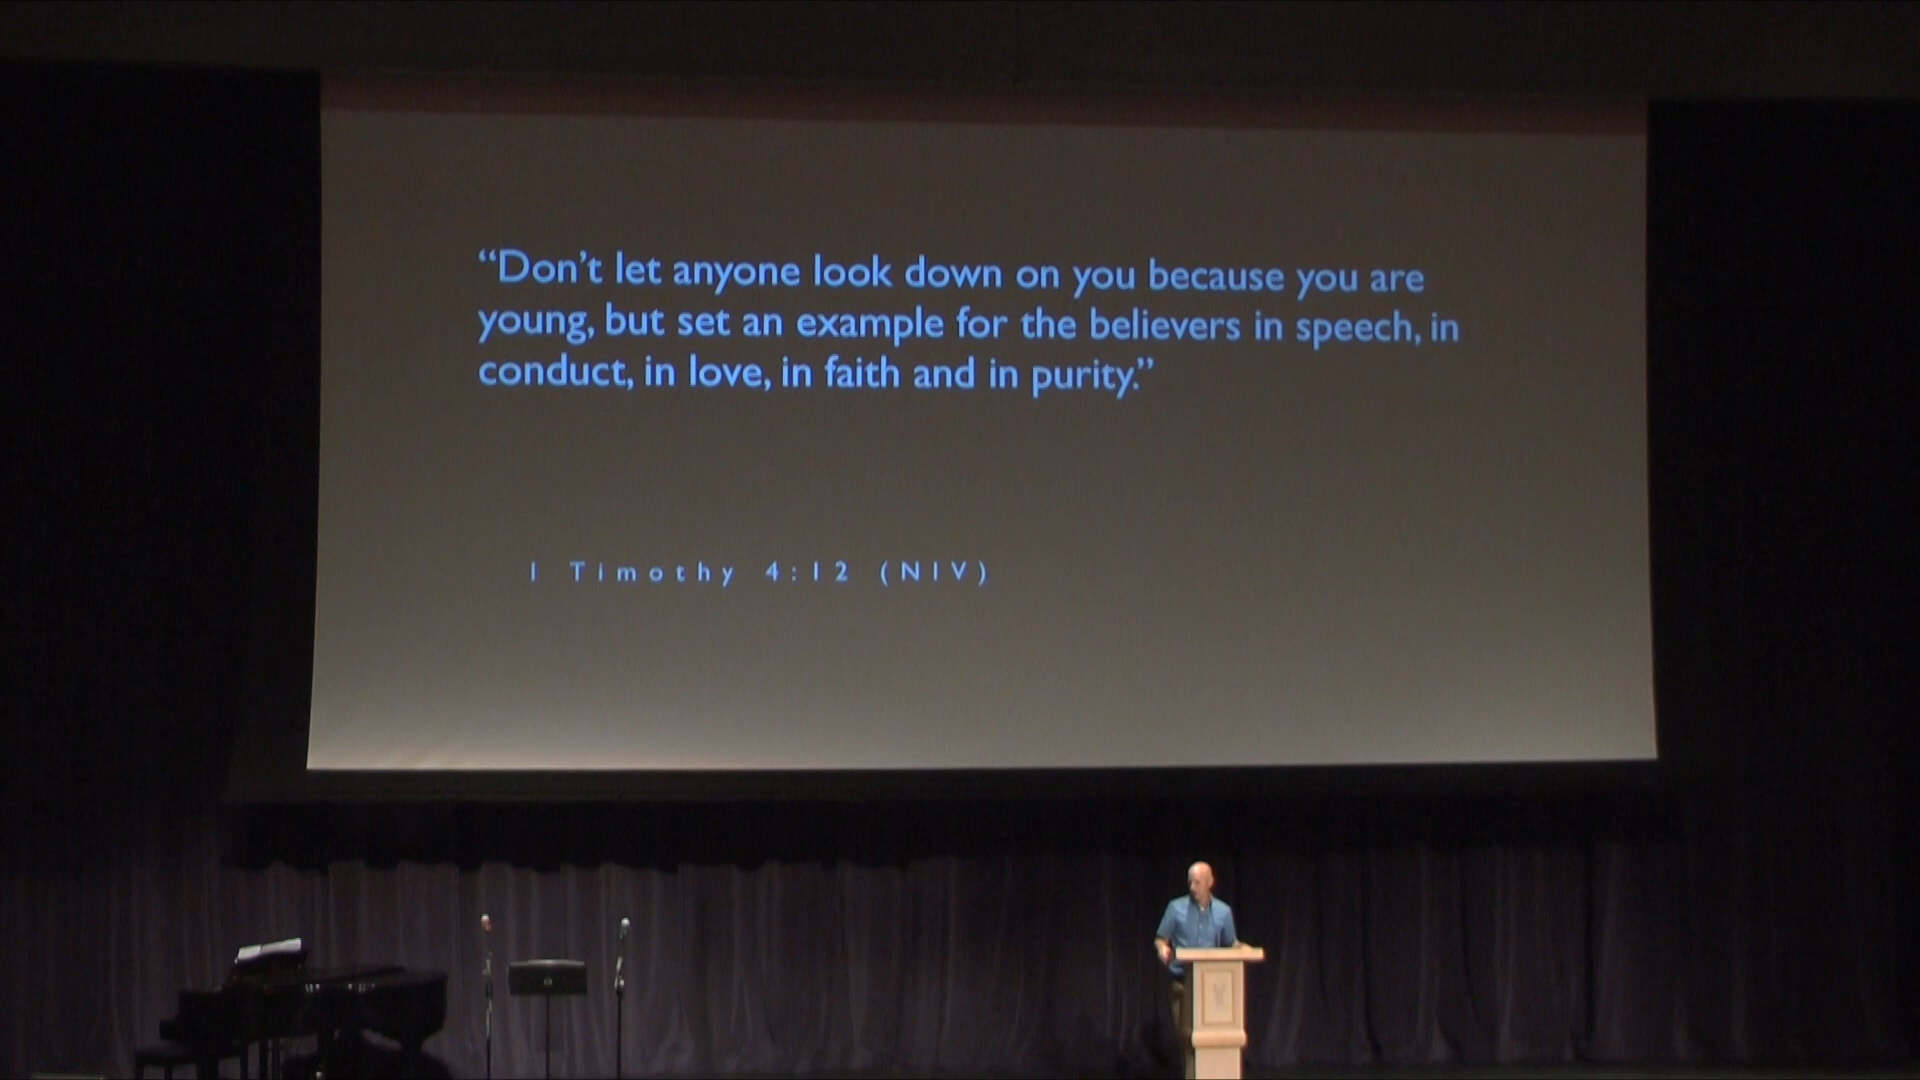 “Don’t let anyone look down on you because you are
young, but set an example for the believers in speech, in
conduct, in love, in faith and in purity.”
1 Timothy 4:12 (NIV)